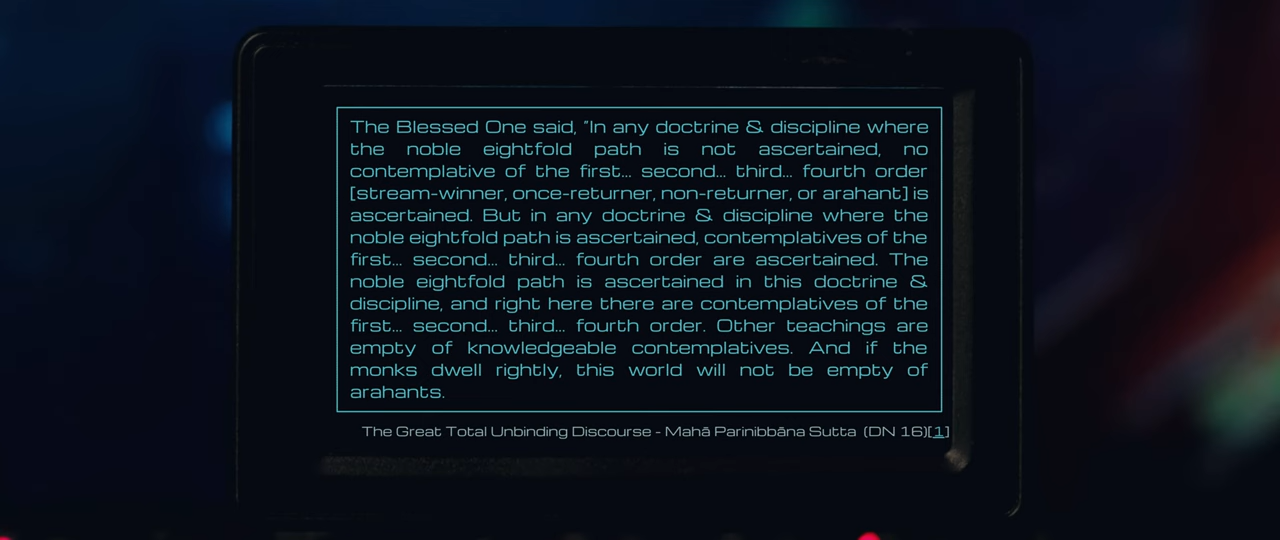 The Blessed One said, "In any doctrine & discipline where
the noble eightfold path is not ascertained, no
contemplative of the first... second... third... fourth order
[stream-winner, once-returner, non-returner, or arahant] is
ascertained. But in any doctrine & discipline where the
noble eightfold path is ascertained, contemplatives of the
first... second... third... fourth order are ascertained. The
noble eightfold path is ascertained in this doctrine &
discipline, and right here there are contemplatives of the
first... second... third... fourth order. Other teachings are
empty of knowledgeable contemplatives. And if the
monks dwell rightly, this world will not be empty of
arahants.
The Great Total Unbinding Discourse - Mahā Parinibbāna Sutta (DN 16)[1]